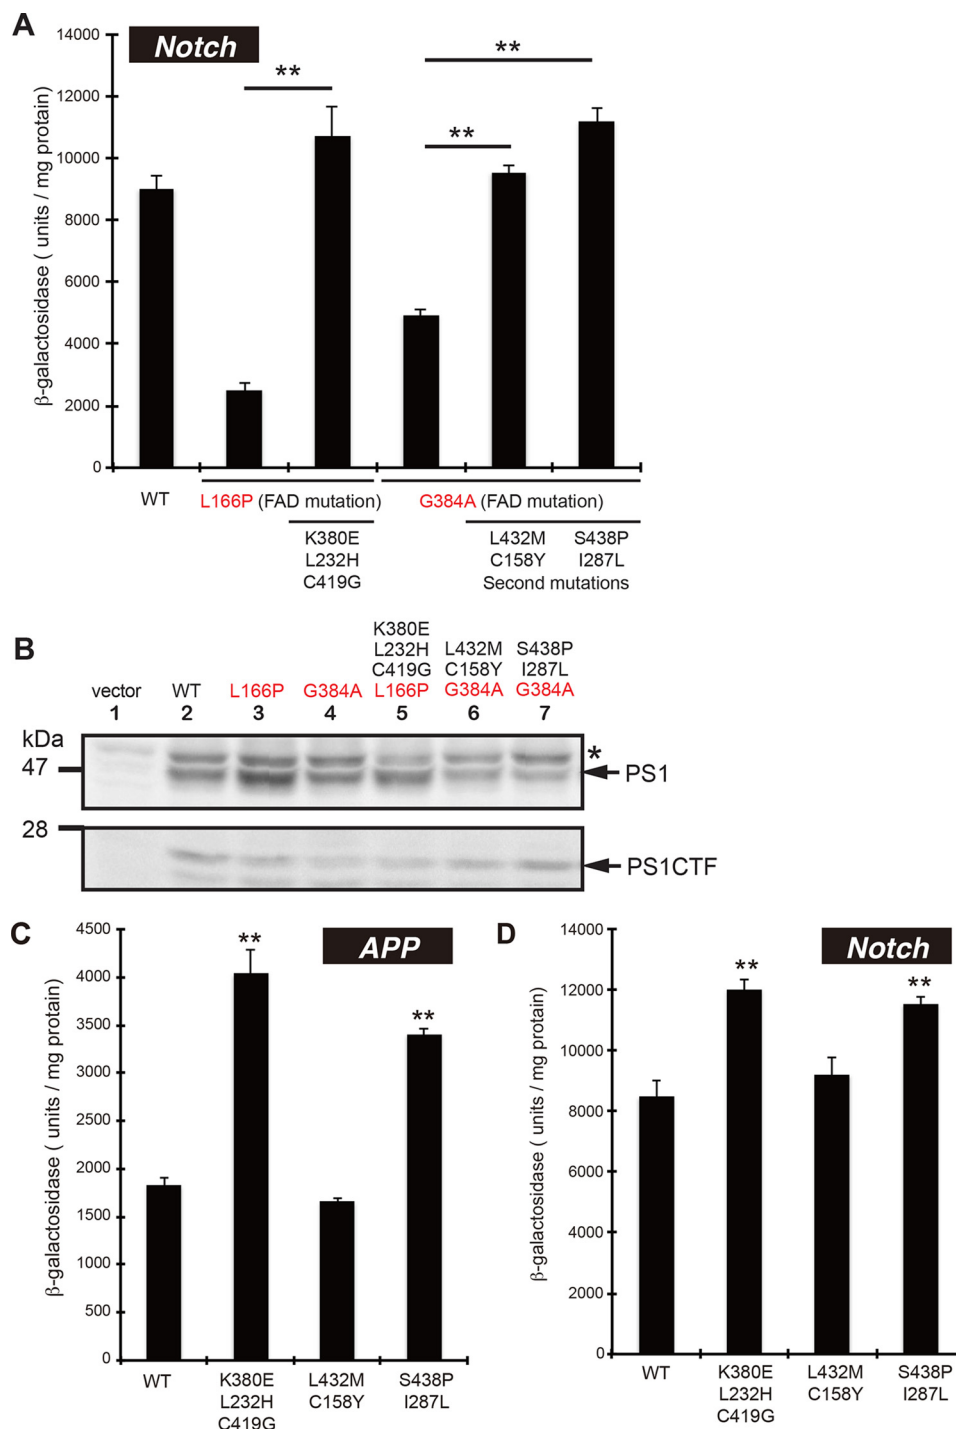 A
Notch
β-galactosidase ( units / mg protain)
14000
12000
10000
8000
6000
4000
2000
0
**
**
**
WT
L166P (FAD mutation)
G384A (FAD mutation)
K380E
L232H
C419G
L432M
C158Y
S438P
I287L
Second mutations
B
K380E
L232H L432M S438P
C419G C158Y I287L
vector WT L166P G384A L166P G384A G384A
1 2 3 4 5 6 7
kDa
47
*
PS1
28
PS1CTF
C
APP
β-galactosidase ( units / mg protain)
4500
4000
3500
3000
2500
2000
1500
1000
500
0
**
**
WT
K380E
L232H
C419G
L432M
C158Y
S438P
I287L
D
Notch
β-galactosidase ( units / mg protain)
14000
12000
10000
8000
6000
4000
2000
0
**
**
WT
K380E
L232H
C419G
L432M
C158Y
S438P
I287L